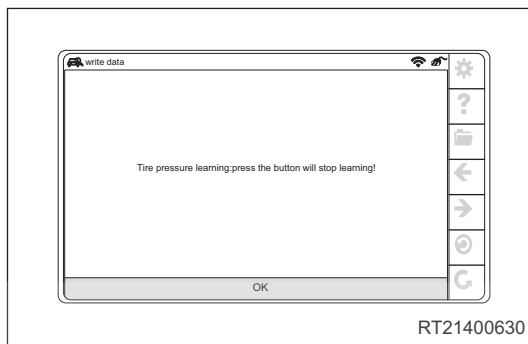 write data
?
Tire pressure learning:press the button will stop learning!
OK
RT21400630